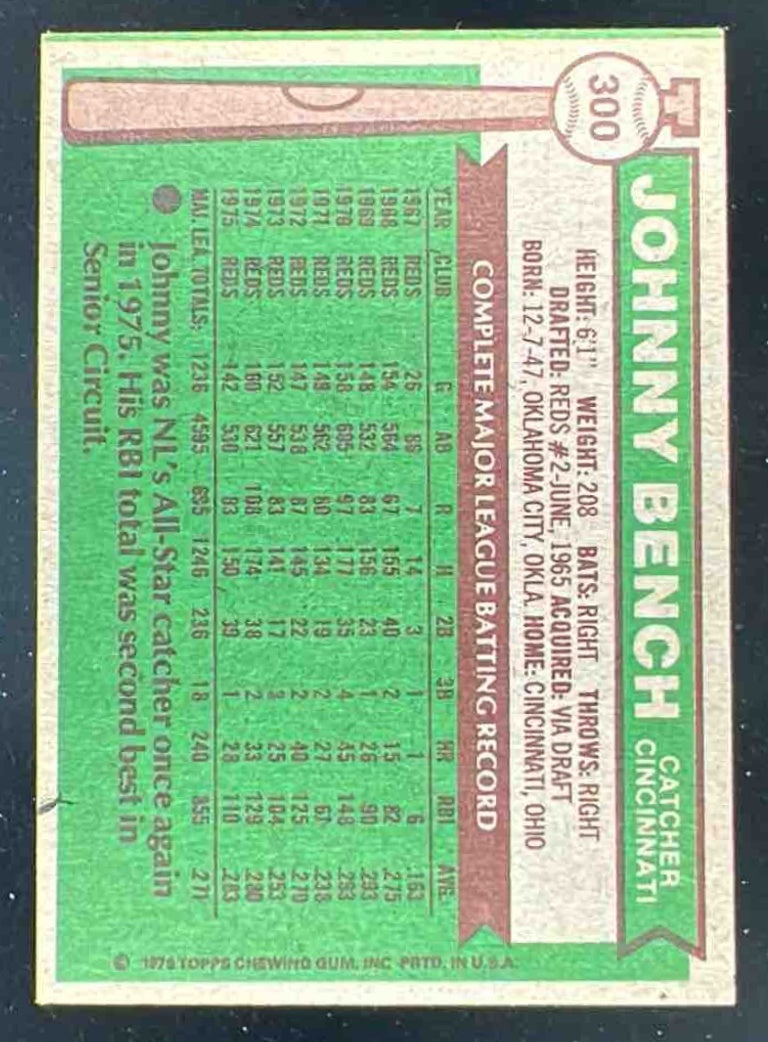 300
JOHNNY BENCH
CATCHER
CINCINNATI
HEIGHT: 6'1" WEIGHT: 208 BATS: RIGHT THROWS: RIGHT
DRAFTED: REDS #2-JUNE, 1965 ACQUIRED: VIA DRAFT
BORN: 12-7-47, OKLAHOMA CITY, OKLA. HOME: CINCINNATI, OHIO
COMPLETE MAJOR LEAGUE BATTING RECORD
YEAR CLUB G AB R H 2B 3B HR RBI AVE.
1967 REDS 26 86 7 14 3 1 1 6 .163
1968 REDS 154 564 67 155 40 2 15 82 .275
1969 REDS 148 532 83 156 23 1 26 90 .293
1970 REDS 158 605 97 177 35 4 45 148 .293
1971 REDS 149 562 80 134 19 2 27 61 .238
1972 REDS 147 538 87 145 22 2 40 125 .270
1973 REDS 152 557 83 141 17 3 25 104 .253
1974 REDS 160 621 108 174 38 2 33 129 .280
1975 REDS 142 530 83 150 39 1 28 110 .283
MAJ. LEA. TOTALS: 1236 4595 695 1246 236 18 240 855 .271
Johnny was NL's All-Star catcher once again
in 1975. His RBI total was second best in
Senior Circuit.
© 1976 TOPPS CHEWING GUM, INC. PRTD. IN U.S.A.